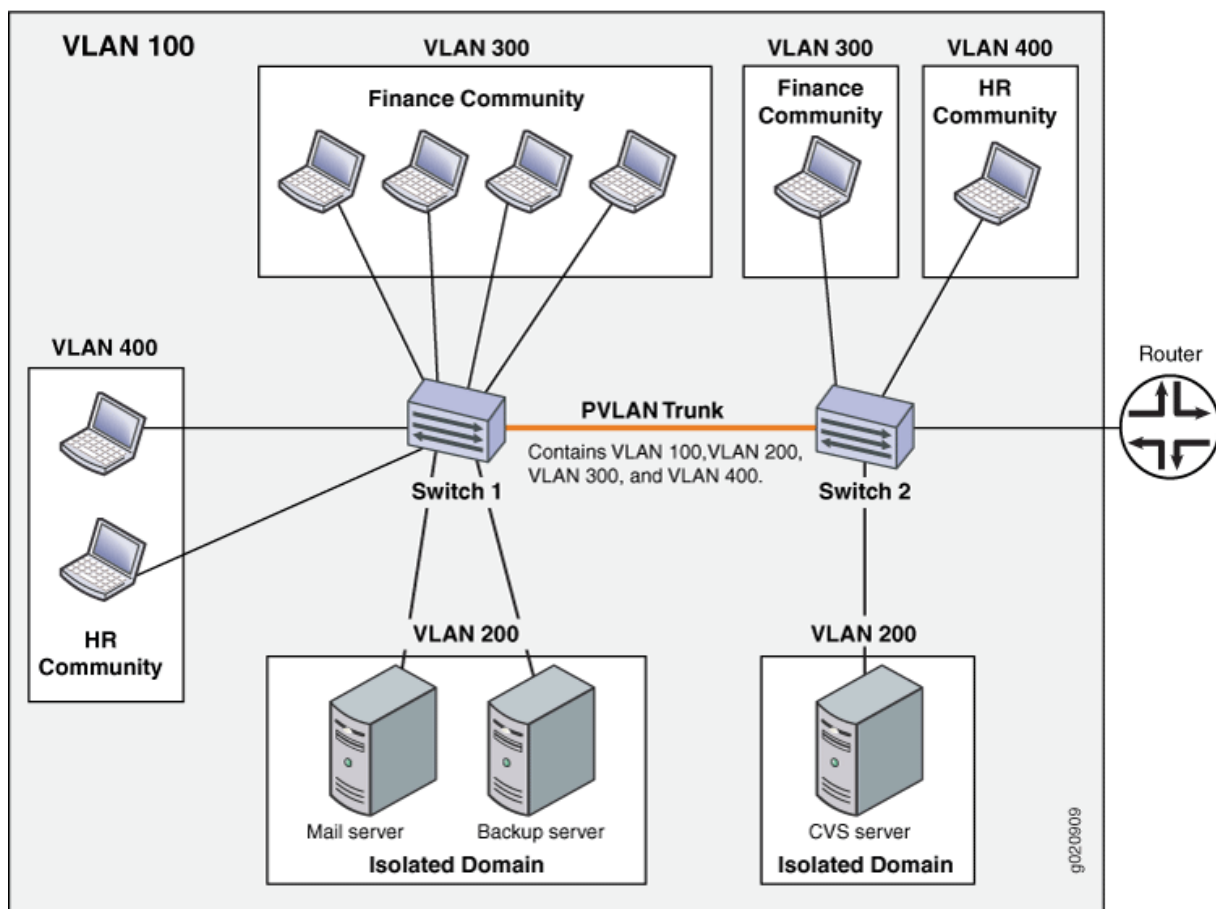 VLAN 100
VLAN 300
Finance Community
VLAN 300
Finance
Community
VLAN 400
HR
Community
VLAN 400
HR
Community
Router
PVLAN Trunk
Contains VLAN 100,VLAN 200,
VLAN 300, and VLAN 400.
Switch 1
Switch 2
VLAN 200
Mail server
Backup server
Isolated Domain
VLAN 200
CVS server
Isolated Domain
g020909